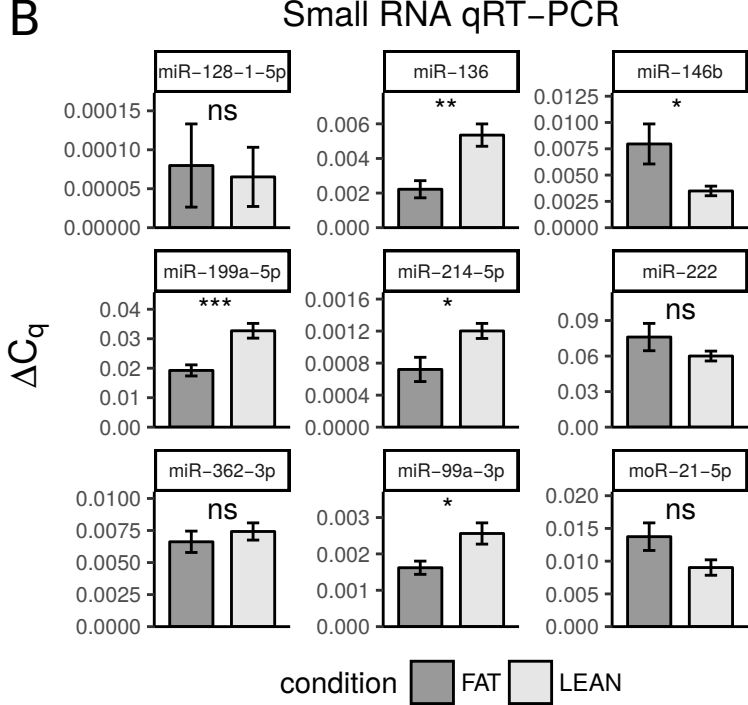 B
Small RNA qRT−PCR
miR−128−1−5p
miR−136
miR−146b
ns
**
*
0.00015
0.00010
0.00005
0.00000
0.006
0.004
0.002
0.000
0.0125
0.0100
0.0075
0.0050
0.0025
0.0000
miR−199a−5p
miR−214−5p
miR−222
***
*
ns
0.04
0.03
0.02
0.01
0.00
0.0016
0.0012
0.0008
0.0004
0.0000
0.09
0.06
0.03
0.00
miR−362−3p
miR−99a−3p
moR−21−5p
ns
*
ns
0.0100
0.0075
0.0050
0.0025
0.0000
0.003
0.002
0.001
0.000
0.020
0.015
0.010
0.005
0.000
ΔCq
condition FAT LEAN